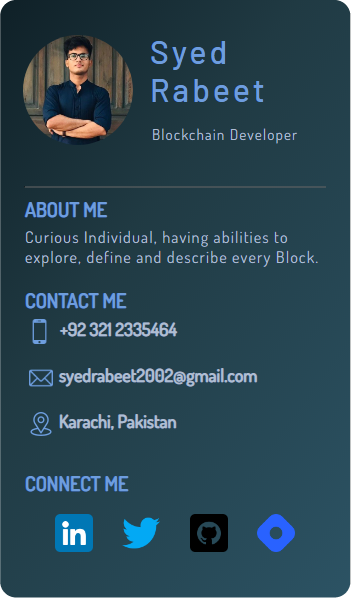 Syed
Rabeet
Blockchain Developer
ABOUT ME
Curious Individual, having abilities to
explore, define and describe every Block.
CONTACT ME
+92 321 2335464
syedrabeet2002@gmail.com
Karachi, Pakistan
CONNECT ME
in